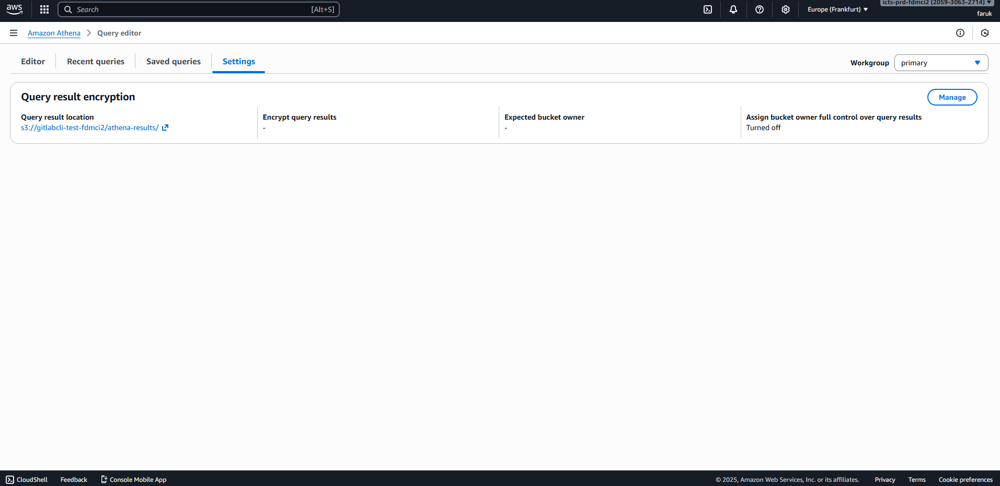 aws
Search
[Alt+S]
Europe (Frankfurt)
icts-prd-fdmci2 (2059-3063-2714)
faruk
Amazon Athena
Query editor
Editor
Recent queries
Saved queries
Settings
Workgroup
primary
Query result encryption
Manage
Query result location
s3://gitlabcli-test-fdmci2/athena-results/
Encrypt query results
-
Expected bucket owner
-
Assign bucket owner full control over query results
Turned off
CloudShell
Feedback
Console Mobile App
© 2025, Amazon Web Services, Inc. or its affiliates.
Privacy
Terms
Cookie preferences